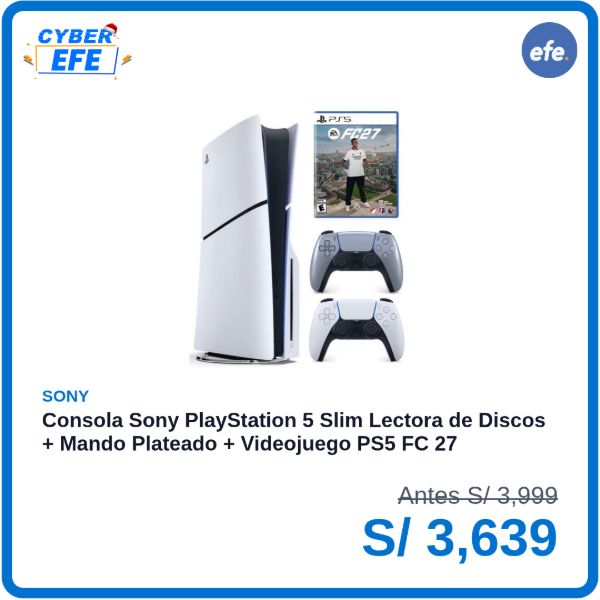 CYBER
EFE
efe.
PS5
EA FC27
E
SONY
Consola Sony PlayStation 5 Slim Lectora de Discos
+ Mando Plateado + Videojuego PS5 FC 27
Antes S/ 3,999
S/ 3,639